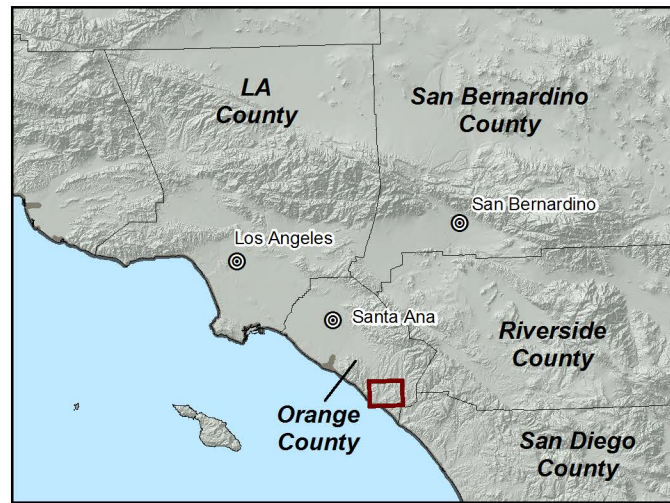 LA
County
San Bernardino
County
San Bernardino
Los Angeles
Santa Ana
Riverside
County
Orange
County
San Diego
County